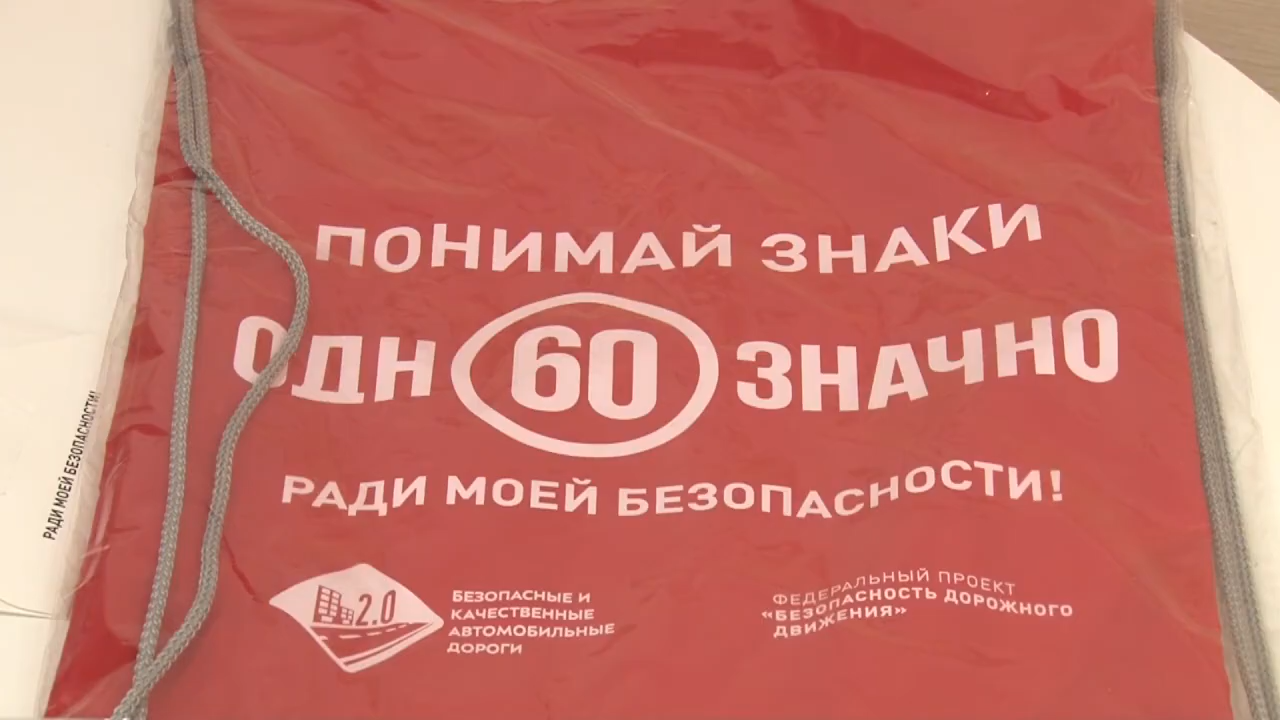 ПОНИМАЙ ЗНАКИ
ОДН 60 ЗНАЧНО
РАДИ МОЕЙ БЕЗОПАСНОСТИ!
2.0
БЕЗОПАСНЫЕ И
КАЧЕСТВЕННЫЕ
АВТОМОБИЛЬНЫЕ
ДОРОГИ
ФЕДЕРАЛЬНЫЙ ПРОЕКТ
«БЕЗОПАСНОСТЬ ДОРОЖНОГО
ДВИЖЕНИЯ»
РАДИ МОЕЙ БЕЗОПАСНОСТИ!